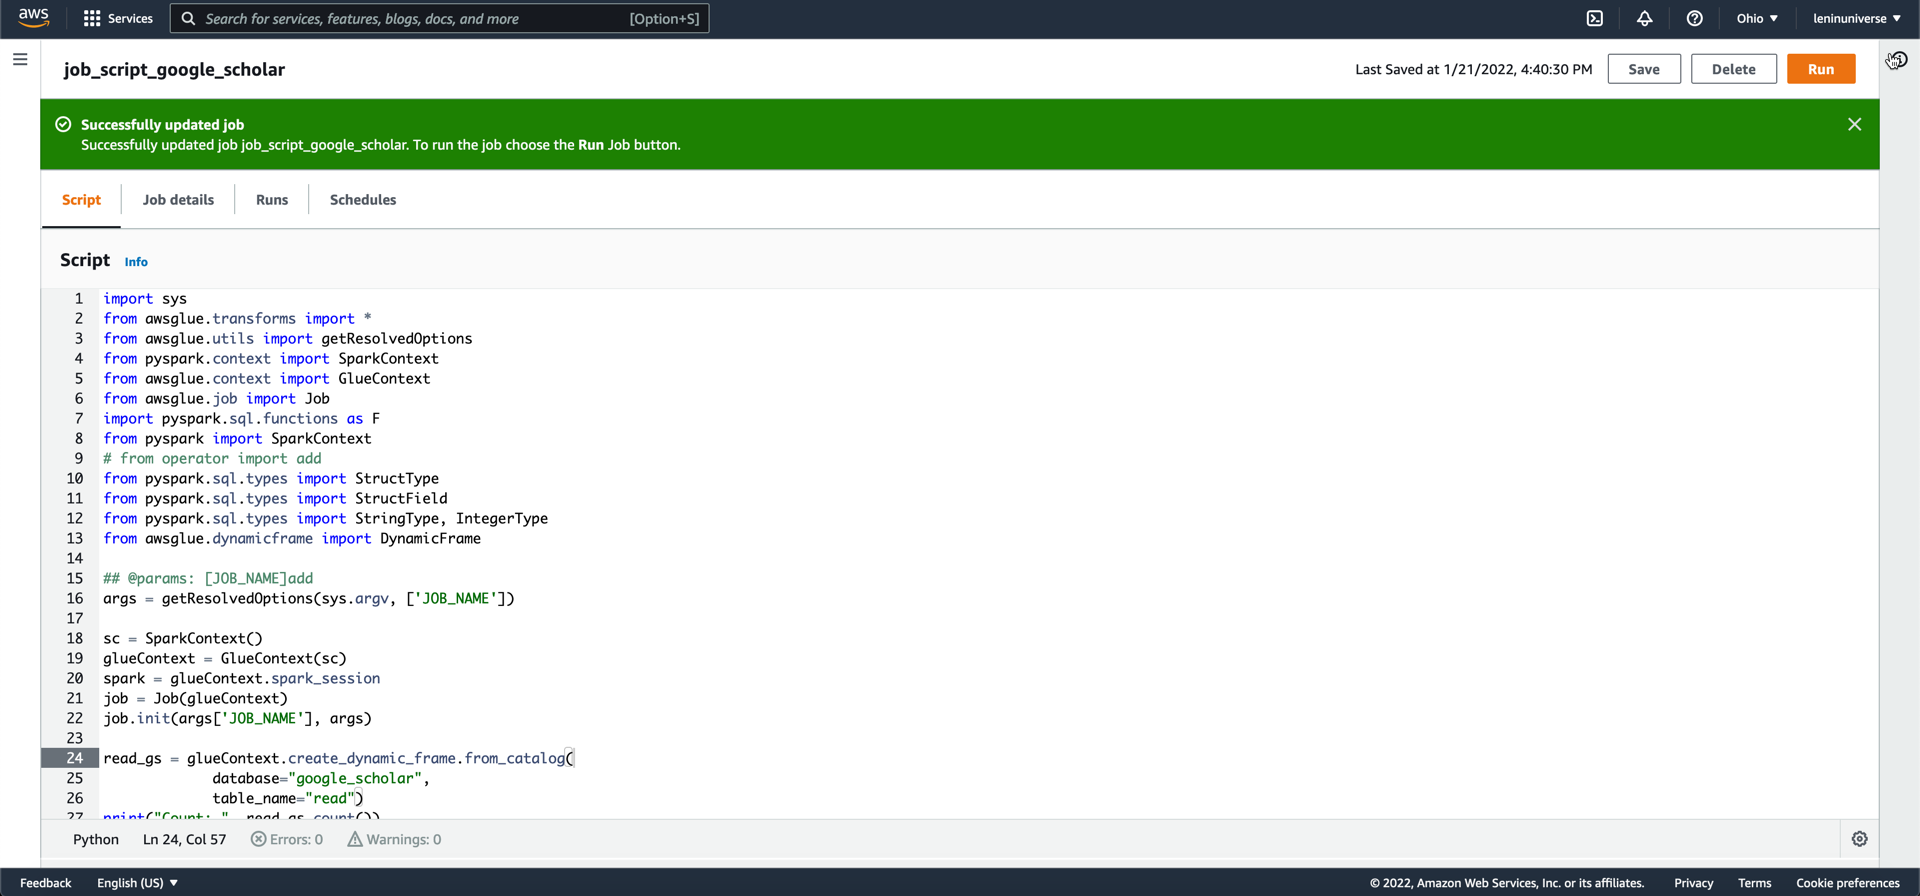 aws
Services
Search for services, features, blogs, docs, and more
[Option+S]
Ohio ▼
leninuniverse ▼
job_script_google_scholar
Last Saved at 1/21/2022, 4:40:30 PM
Save
Delete
Run
Successfully updated job
Successfully updated job job_script_google_scholar. To run the job choose the Run Job button.
Script
Job details
Runs
Schedules
Script Info
1 import sys
2 from awsglue.transforms import *
3 from awsglue.utils import getResolvedOptions
4 from pyspark.context import SparkContext
5 from awsglue.context import GlueContext
6 from awsglue.job import Job
7 import pyspark.sql.functions as F
8 from pyspark import SparkContext
9 # from operator import add
10 from pyspark.sql.types import StructType
11 from pyspark.sql.types import StructField
12 from pyspark.sql.types import StringType, IntegerType
13 from awsglue.dynamicframe import DynamicFrame
14
15 ## @params: [JOB_NAME]add
16 args = getResolvedOptions(sys.argv, ['JOB_NAME'])
17
18 sc = SparkContext()
19 glueContext = GlueContext(sc)
20 spark = glueContext.spark_session
21 job = Job(glueContext)
22 job.init(args['JOB_NAME'], args)
23
24 read_gs = glueContext.create_dynamic_frame.from_catalog(
25 database="google_scholar",
26 table_name="read")
27 print("Count: ", read_gs.count())
Python
Ln 24, Col 57
Errors: 0
Warnings: 0
Feedback
English (US) ▼
© 2022, Amazon Web Services, Inc. or its affiliates.
Privacy
Terms
Cookie preferences